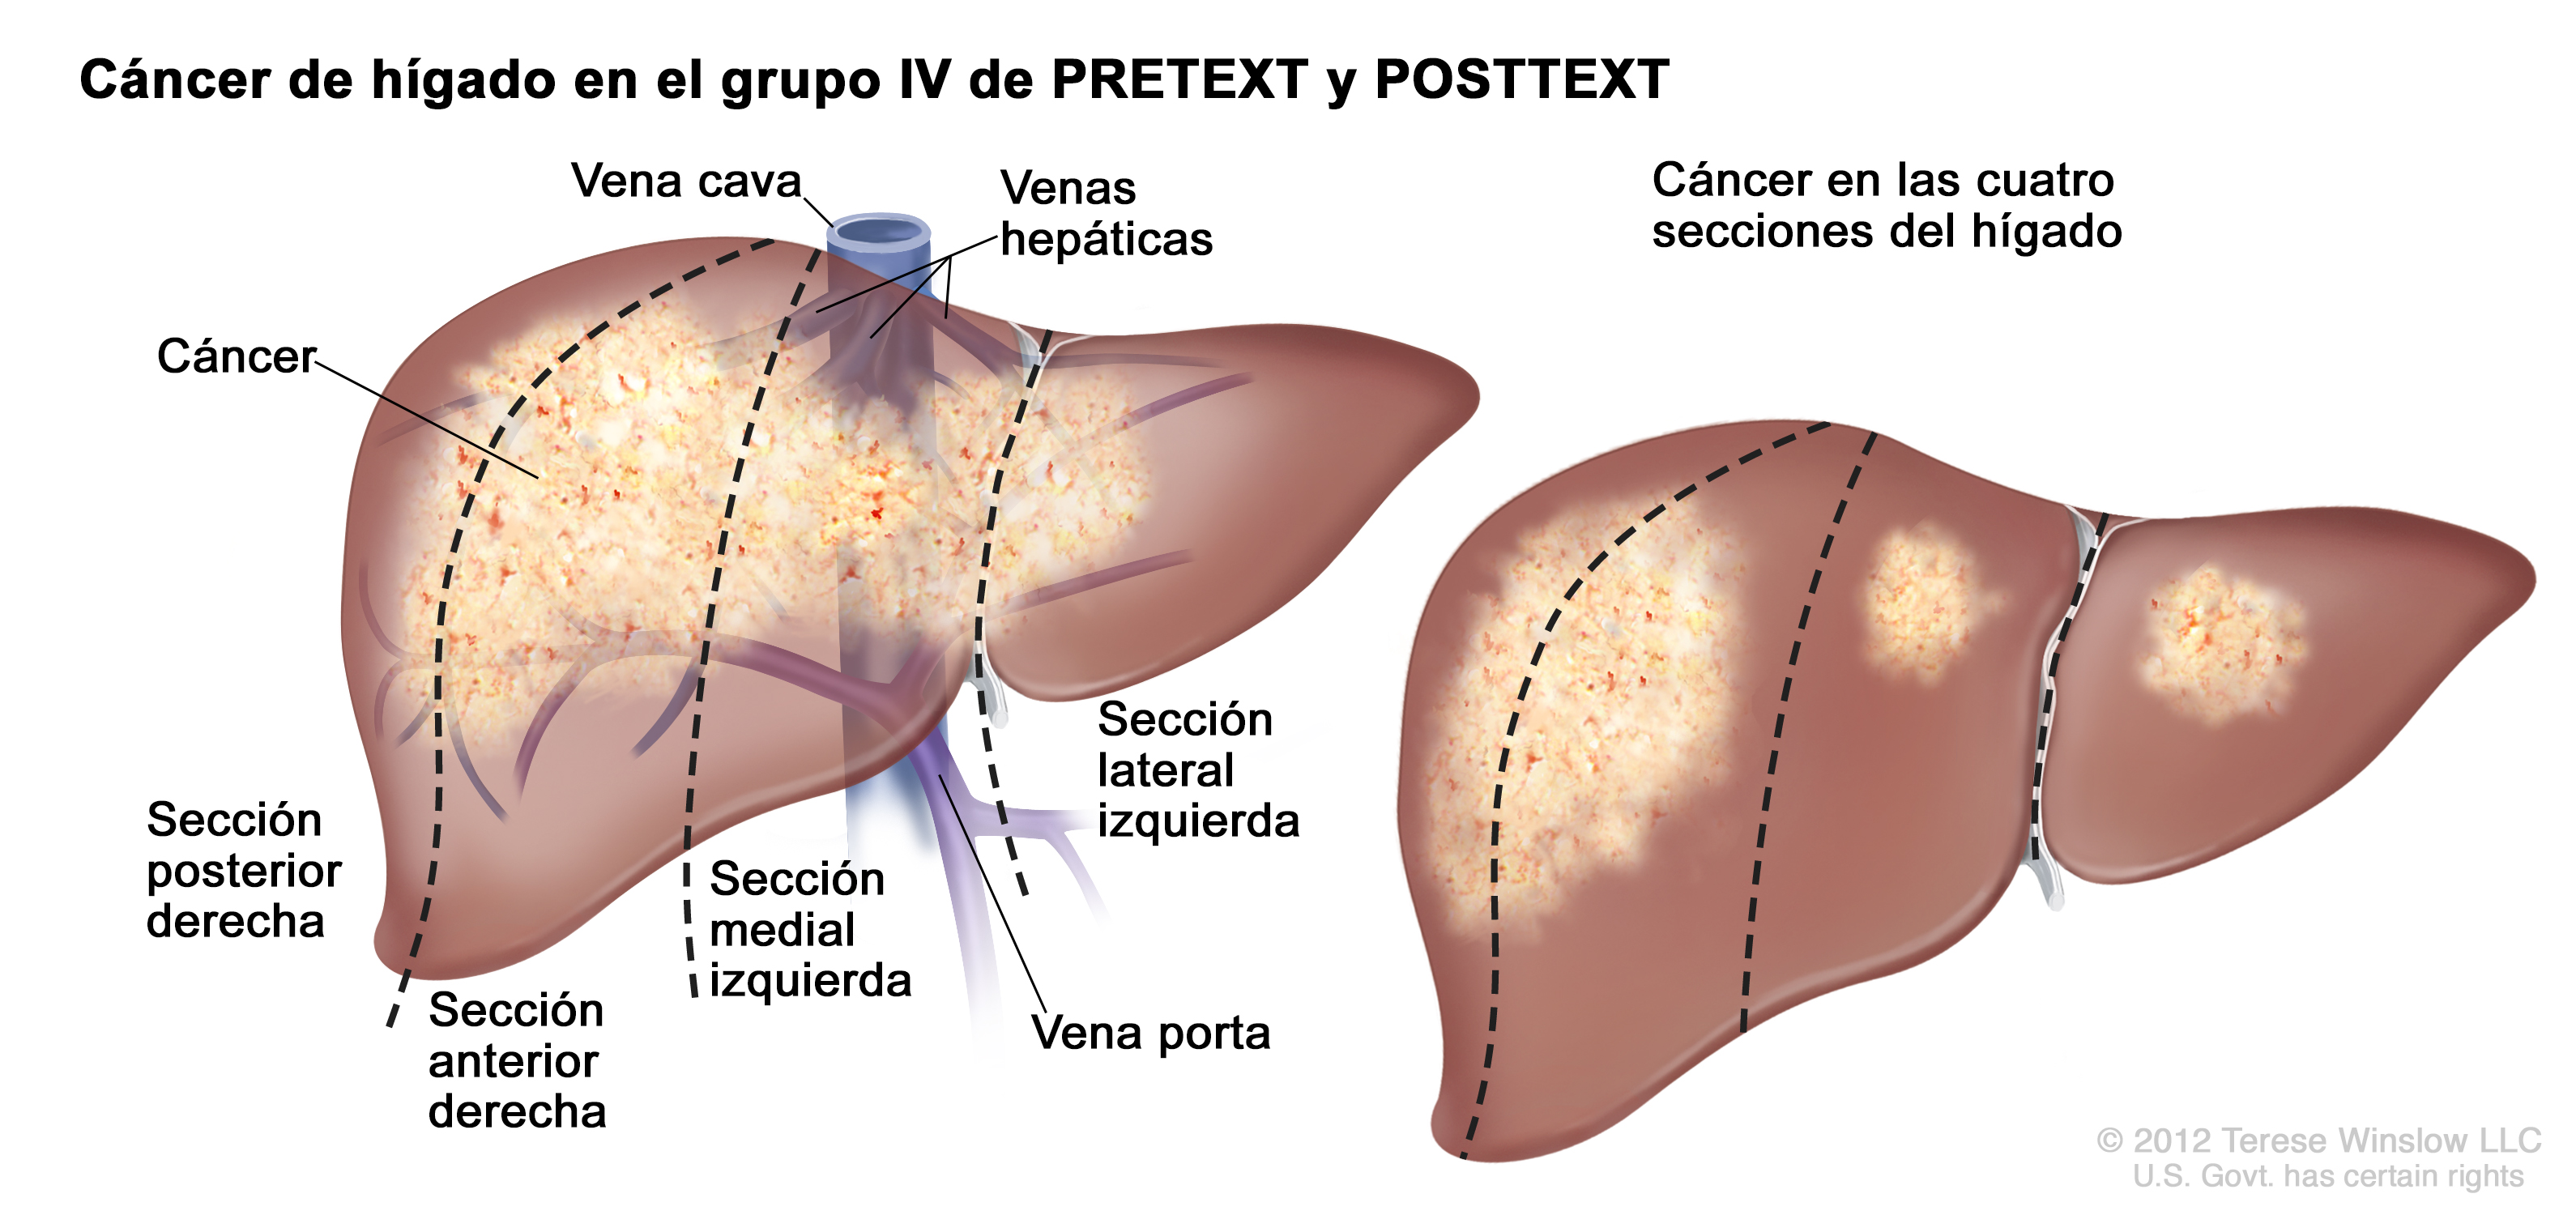 Cáncer de hígado en el grupo IV de PRETEXT y POSTTEXT
Vena cava
Venas
hepáticas
Cáncer en las cuatro
secciones del hígado
Cáncer
Sección
posterior
derecha
Sección
anterior
derecha
Sección
medial
izquierda
Sección
lateral
izquierda
Vena porta
© 2012 Terese Winslow LLC
U.S. Govt. has certain rights